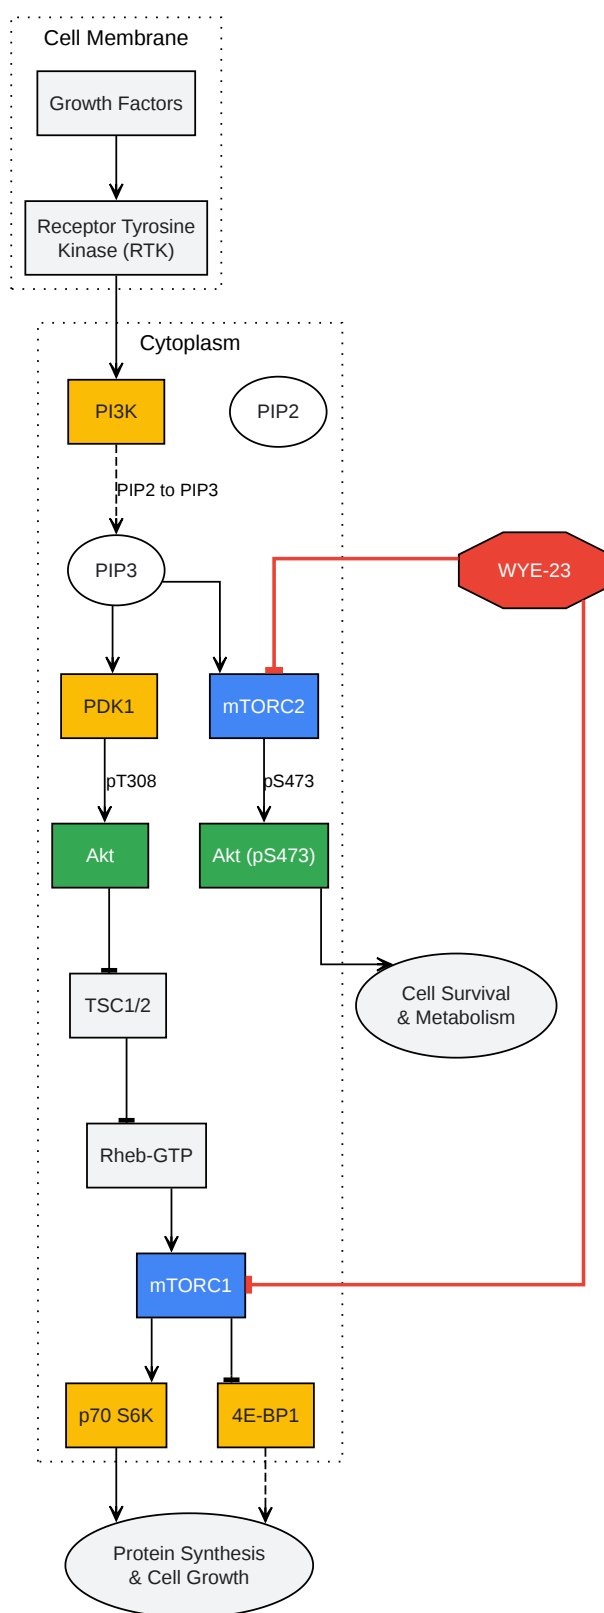 Cell Membrane
Growth Factors
Receptor Tyrosine
Kinase (RTK)
Cytoplasm
PI3K
PIP2
PIP2 to PIP3
PIP3
WYE-23
PDK1
mTORC2
pT308
pS473
Akt
Akt (pS473)
TSC1/2
Cell Survival
& Metabolism
Rheb-GTP
mTORC1
p70 S6K
4E-BP1
Protein Synthesis
& Cell Growth